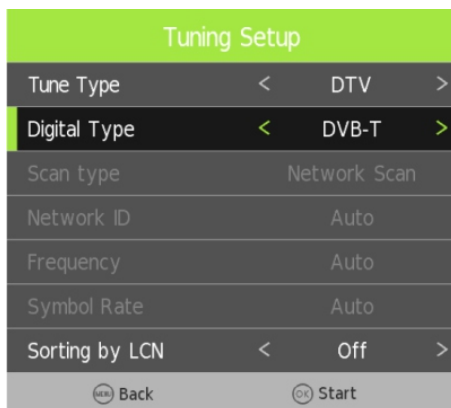 Tuning Setup
Tune Type < DTV >
Digital Type < DVB-T >
Scan type Network Scan
Network ID Auto
Frequency Auto
Symbol Rate Auto
Sorting by LCN < Off >
MENU Back OK Start